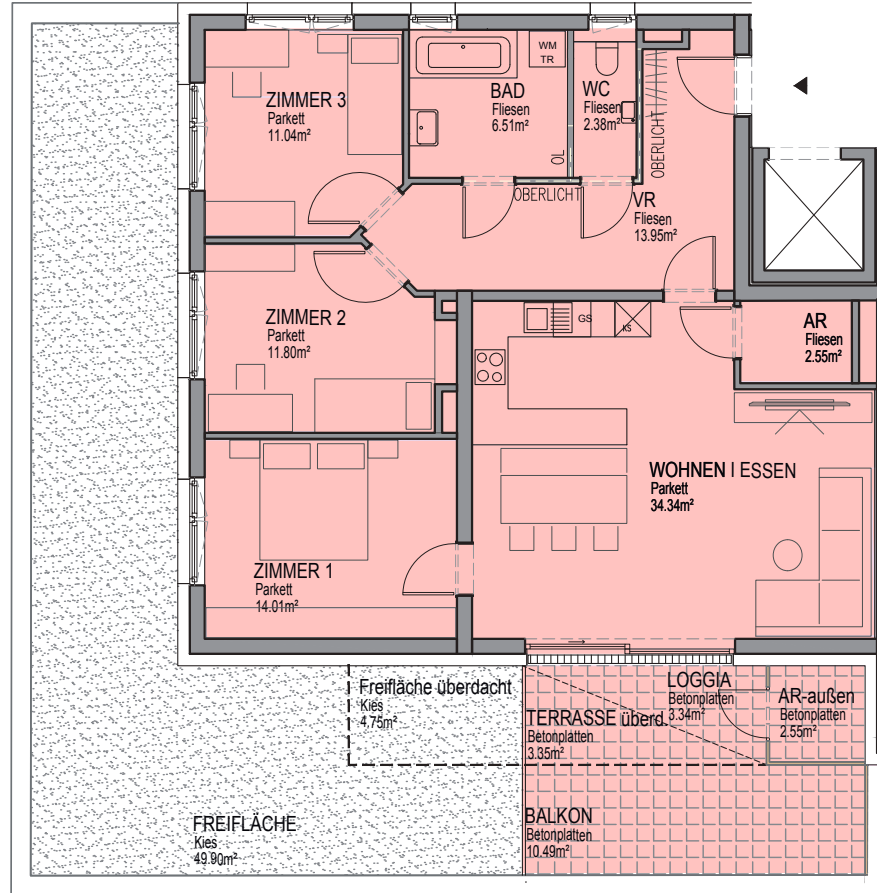 ZIMMER 3
Parkett
11.04m²
BAD
Fliesen
6.51m²
WM
TR
WC
Fliesen
2.38m²
OL
OBERLICHT
OBERLICHT
VR
Fliesen
13.95m²
ZIMMER 2
Parkett
11.80m²
GS
KS
AR
Fliesen
2.55m²
WOHNEN I ESSEN
Parkett
34.34m²
ZIMMER 1
Parkett
14.01m²
Freifläche überdacht
Kies
4.75m²
LOGGIA
Betonplatten
3.34m²
AR-außen
Betonplatten
2.55m²
TERRASSE überd
Betonplatten
3.35m²
BALKON
Betonplatten
10.49m²
FREIFLÄCHE
Kies
49.90m²